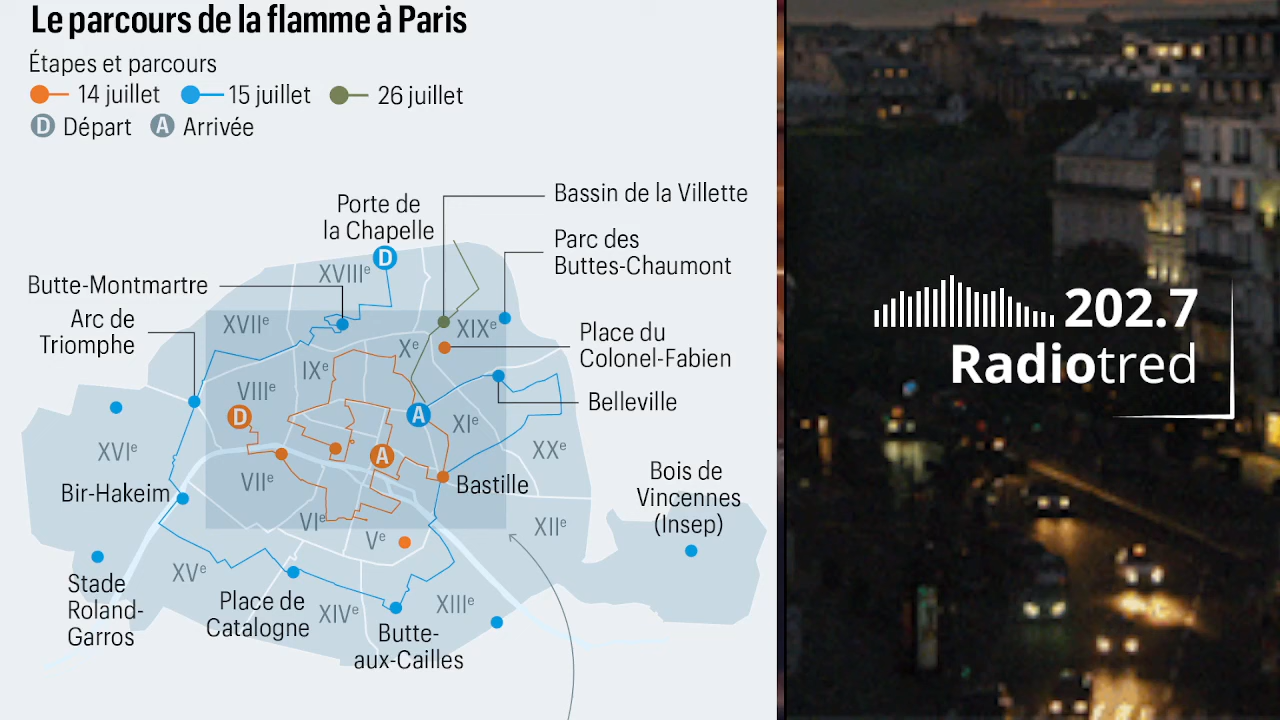 Le parcours de la flamme à Paris
Étapes et parcours
14 juillet 15 juillet 26 juillet
D Départ A Arrivée
Bassin de la Villette
Porte de
la Chapelle
Parc des
Buttes-Chaumont
D
XVIIIe
Butte-Montmartre
Arc de
Triomphe
XVIIe
XIXe
Place du
Colonel-Fabien
Xe
IXe
VIIIe
Belleville
D
A
XIe
XVIe
XXe
A
VIIe
Bastille
Bois de
Vincennes
(Insep)
Bir-Hakeim
VIe
XIIe
Ve
XVe
Stade
Roland-
Garros
Place de
Catalogne
XIVe
XIIIe
Butte-
aux-Cailles
202.7
Radiotred